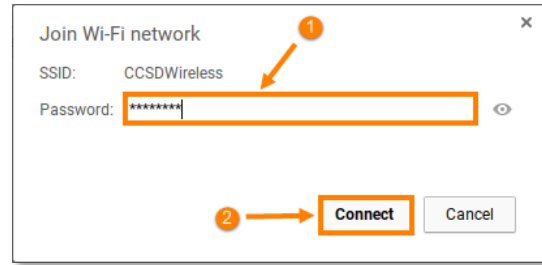 Join Wi-Fi network
1
SSID: CCSDWireless
Password: ********
2
Connect Cancel